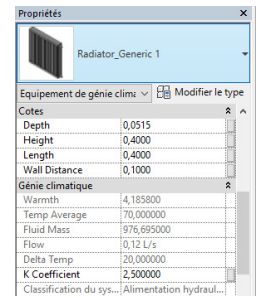 Propriétés
Radiator_Generic 1
Equipement de génie clima
Modifier le type
Cotes
Depth 0,0515
Height 0,4000
Length 0,4000
Wall Distance 0,1000
Génie climatique
Warmth 4,185800
Temp Average 70,000000
Fluid Mass 976,695000
Flow 0,12 L/s
Delta Temp 20,000000
K Coefficient 2,500000
Classification du sys... Alimentation hydraul...